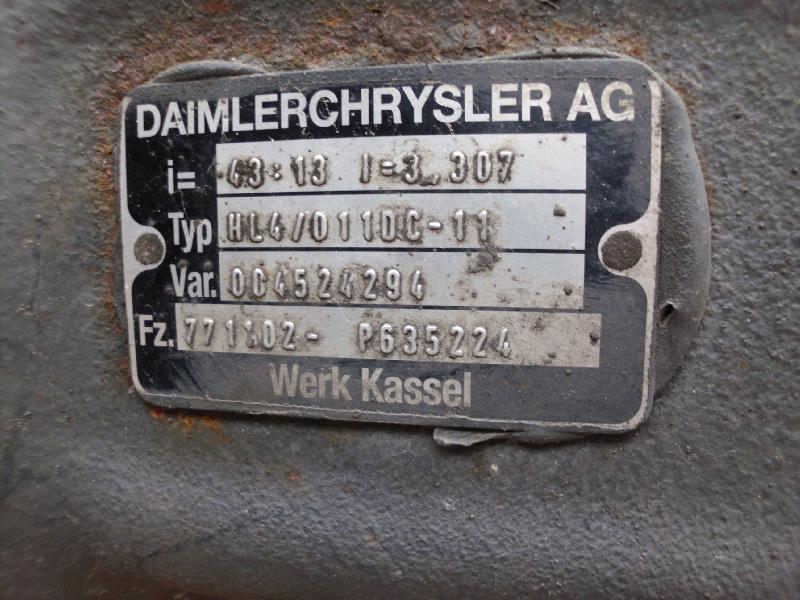 DAIMLERCHRYSLER AG
i= 43:13 I=3,307
Typ HL4/011DC-11
Var. 004524294
Fz. 771102- P635224
Werk Kassel